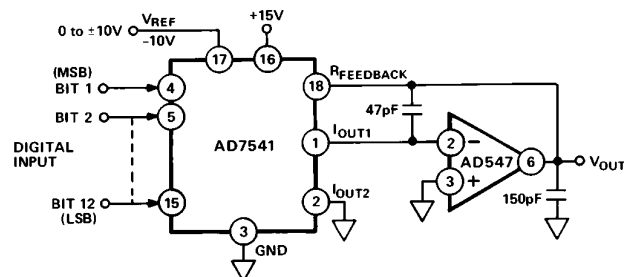 0 to ±10V
VREF
–10V
+15V
17
16
(MSB)
BIT 1
4
18
RFEEDBACK
BIT 2
5
47pF
DIGITAL
INPUT
AD7541
1
IOUT1
2
–
AD547
6
VOUT
3
+
BIT 12
(LSB)
15
2
IOUT2
150pF
3
GND